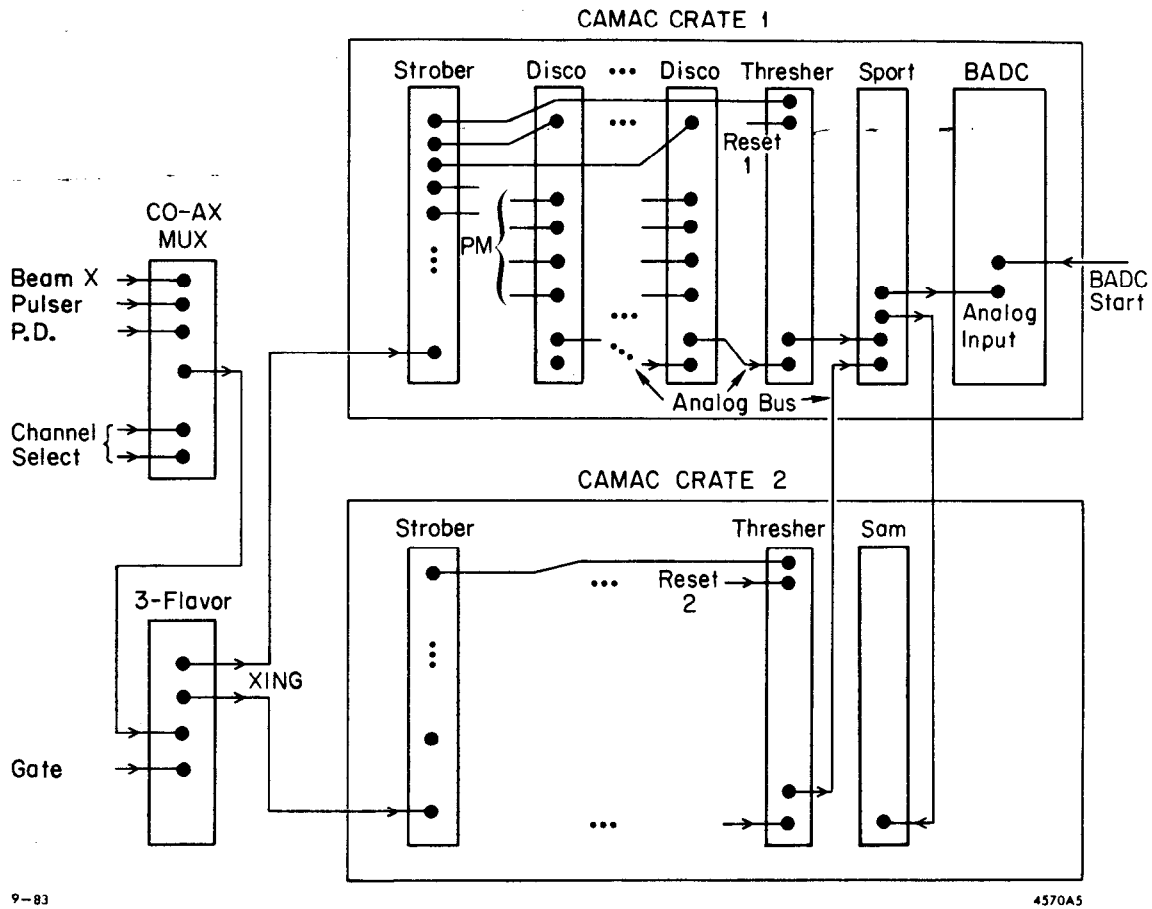 CAMAC CRATE 1
Strober
Disco
Disco
Thresher
Sport
BADC
Reset
1
CO-AX
MUX
PM
Beam X
Pulser
P.D.
BADC
Start
Analog
Input
Analog Bus
Channel
Select
CAMAC CRATE 2
Strober
Thresher
Sam
Reset
2
3-Flavor
XING
Gate
9-83
4570A5